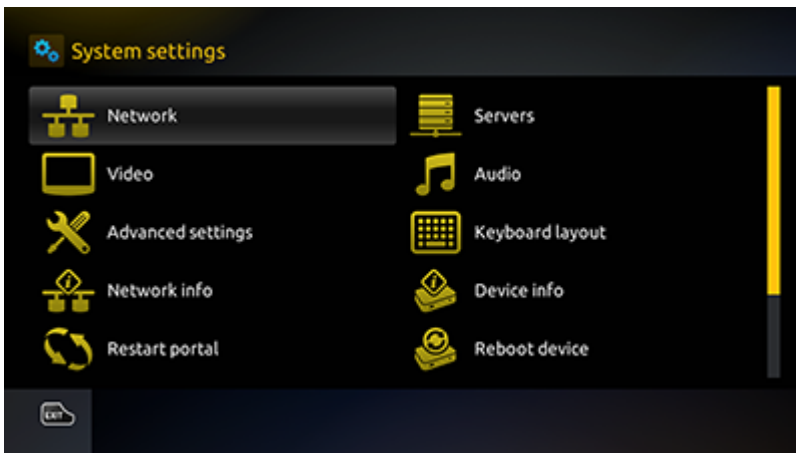 System settings
Network
Servers
Video
Audio
Advanced settings
Keyboard layout
Network info
Device info
Restart portal
Reboot device
EXIT